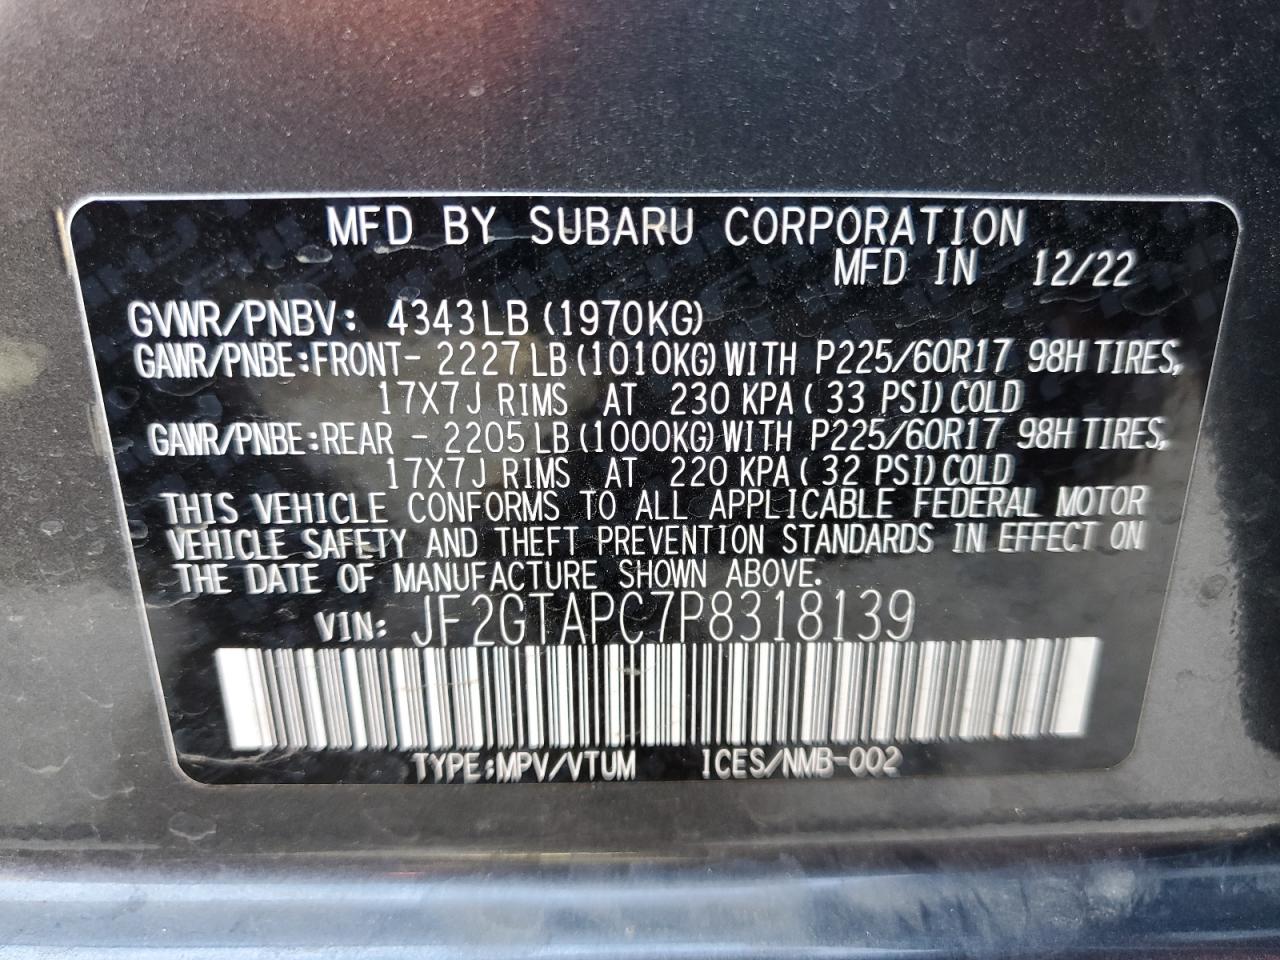 MFD BY SUBARU CORPORATION
MFD IN 12/22
GVWR/PNBV: 4343LB (1970KG)
GAWR/PNBE:FRONT- 2227LB (1010KG) WITH P225/60R17 98H TIRES,
17X7J RIMS AT 230 KPA ( 33 PSI) COLD
GAWR/PNBE:REAR - 2205LB (1000KG) WITH P225/60R17 98H TIRES,
17X7J RIMS AT 220 KPA ( 32 PSI) COLD
THIS VEHICLE CONFORMS TO ALL APPLICABLE FEDERAL MOTOR
VEHICLE SAFETY AND THEFT PREVENTION STANDARDS IN EFFECT ON
THE DATE OF MANUFACTURE SHOWN ABOVE.
VIN: JF2GTAPC7P8318139
TYPE:MPV/VTUM ICES/NMB-002